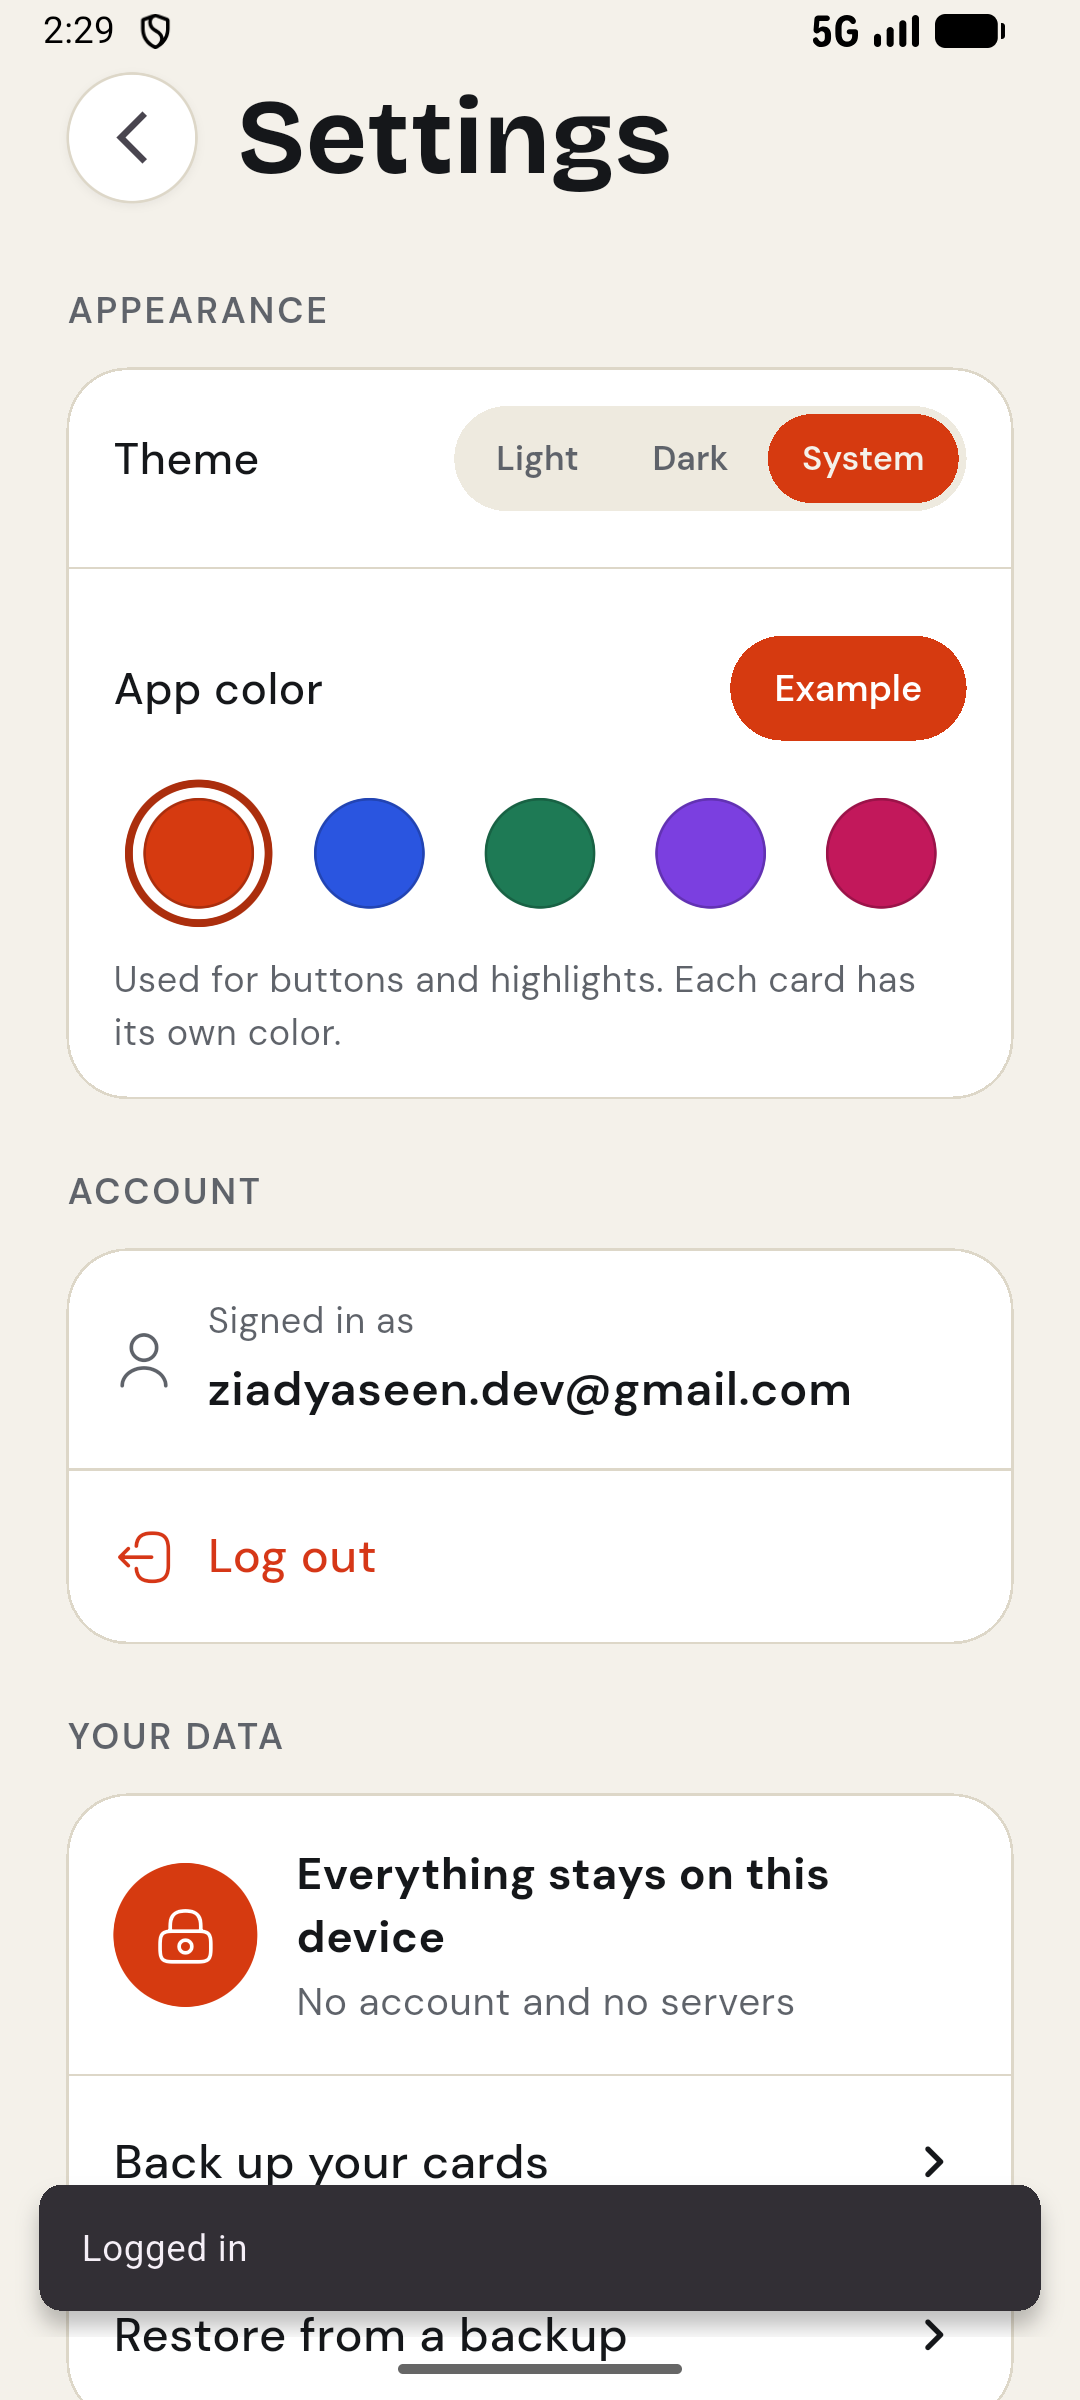 2:29
5G
Settings
APPEARANCE
Theme
Light
Dark
System
App color
Example
Used for buttons and highlights. Each card has
its own color.
ACCOUNT
Signed in as
ziadyaseen.dev@gmail.com
Log out
YOUR DATA
Everything stays on this
device
No account and no servers
Back up your cards
Logged in
Restore from a backup